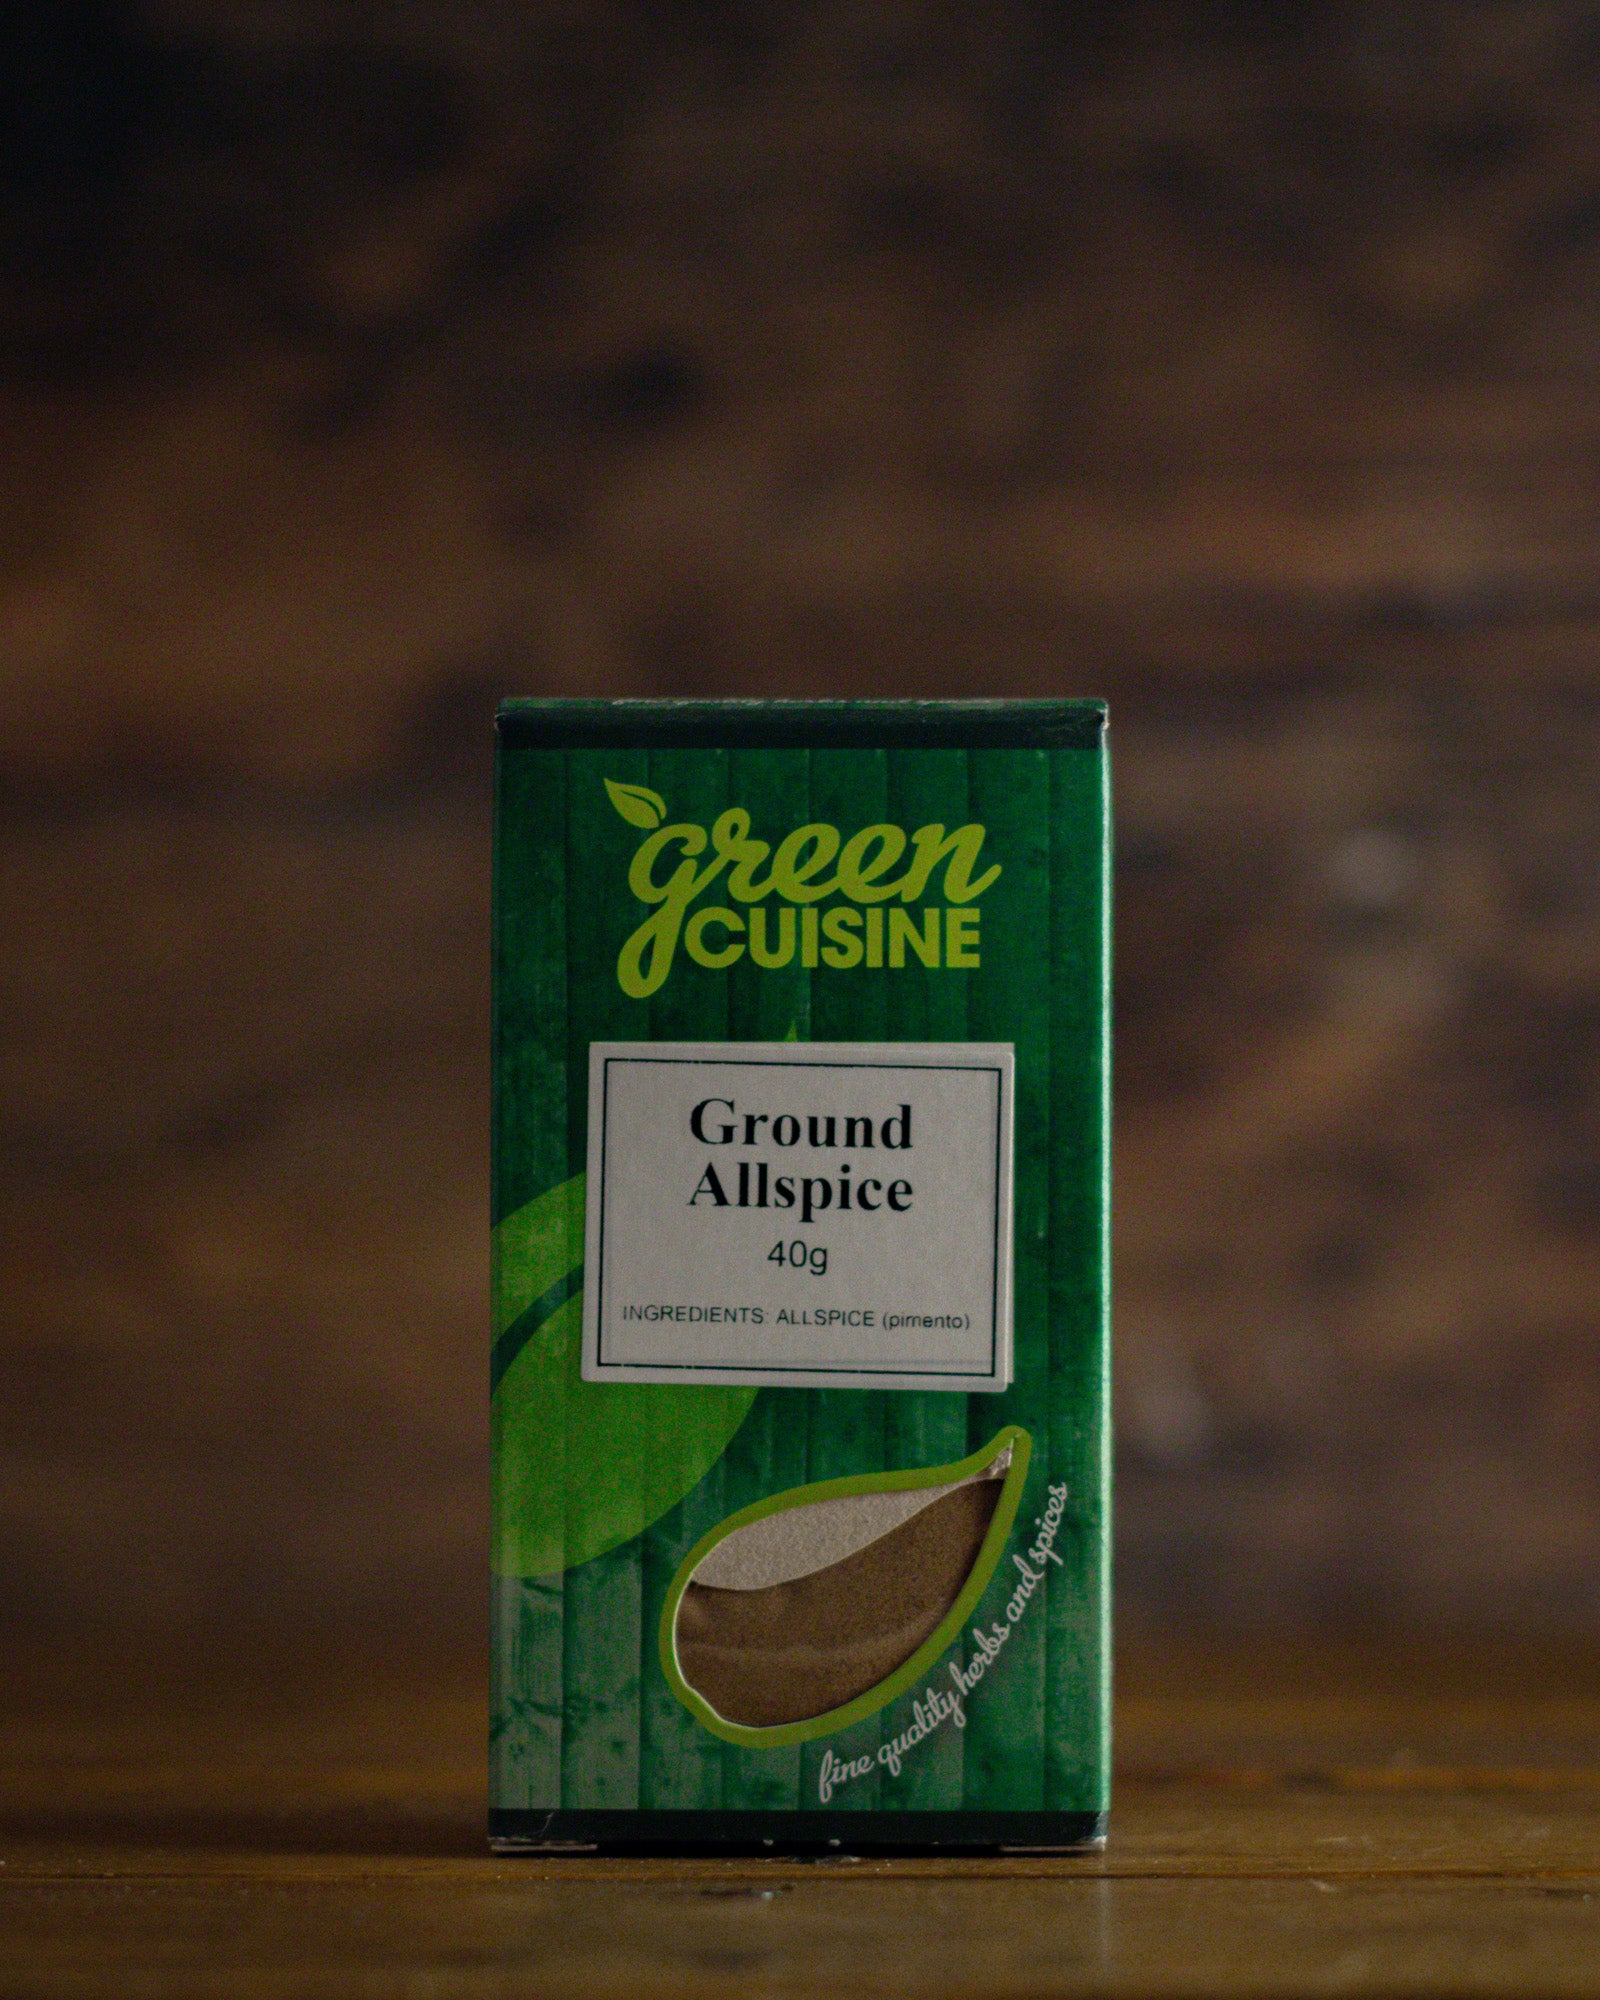 green
CUISINE
Ground
Allspice
40g
INGREDIENTS: ALLSPICE (pimento)
fine quality herbs and spices